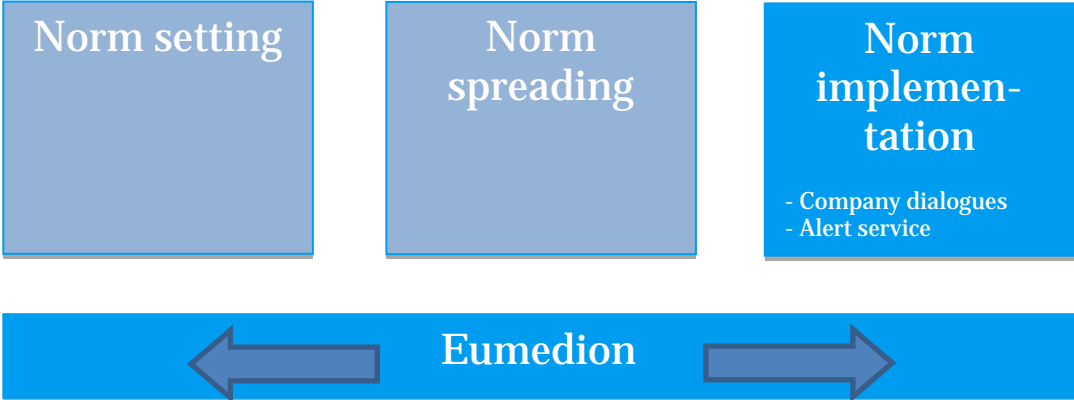 Norm setting
Norm
spreading
Norm
implemen-
tation
- Company dialogues
- Alert service
Eumedion